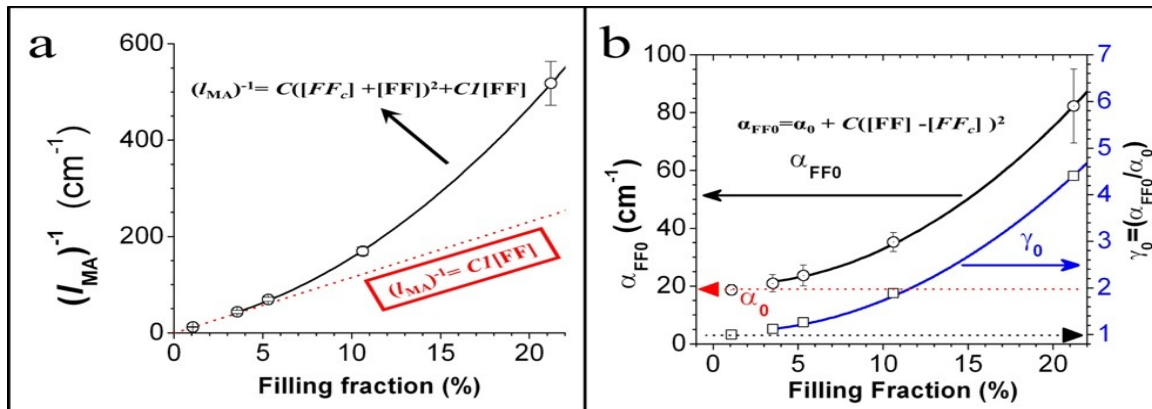 a
600
400
200
0
(l_MA)⁻¹ (cm⁻¹)
(l_MA)⁻¹= C([FF_c] +[FF])²+C1[FF]
(l_MA)⁻¹= C1[FF]
0 5 10 15 20
Filling fraction (%)
b
100
80
60
40
20
0
α_FF0 (cm⁻¹)
α_FF0=α_0 + C([FF] -[FF_c] )²
α_FF0
γ_0
α_0
7
6
5
4
3
2
1
γ_0=(α_FF0/α_0)
0 5 10 15 20
Filling Fraction (%)